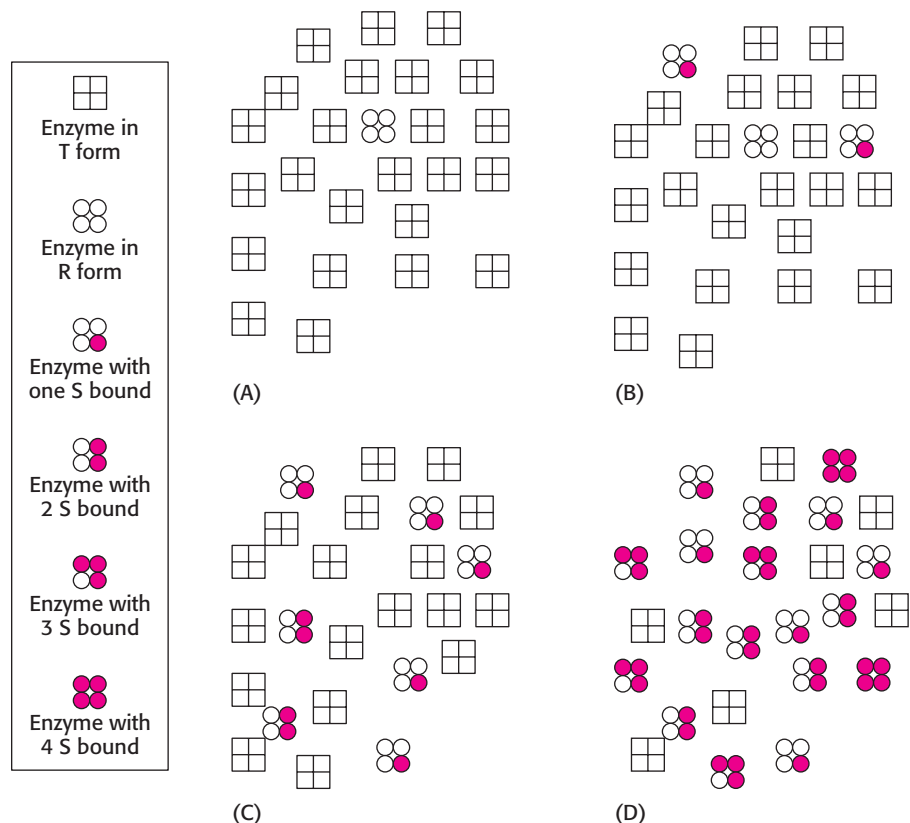 Enzyme in
T form
Enzyme in
R form
Enzyme with
one S bound
Enzyme with
2 S bound
Enzyme with
3 S bound
Enzyme with
4 S bound
(A)
(B)
(C)
(D)